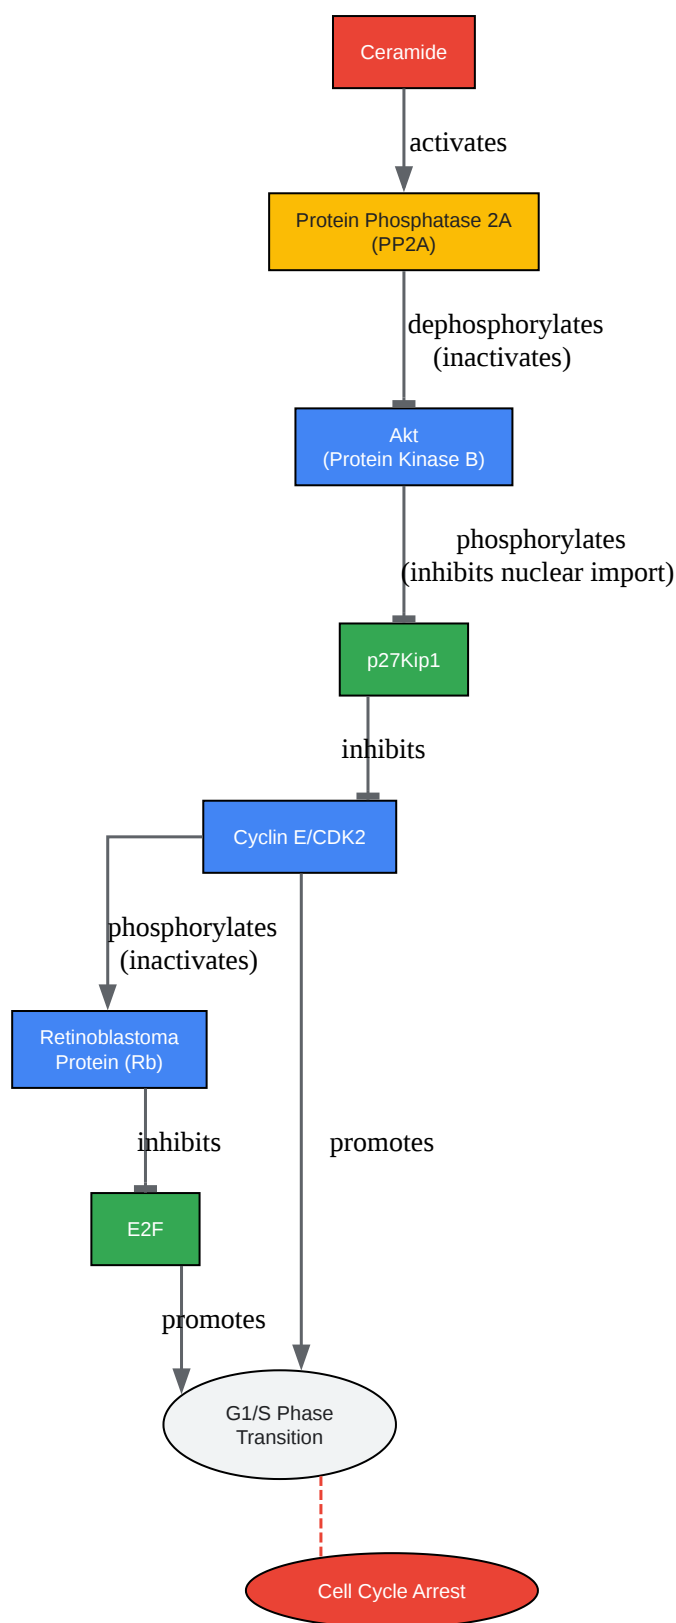 Ceramide
activates
Protein Phosphatase 2A
(PP2A)
dephosphorylates
(inactivates)
Akt
(Protein Kinase B)
phosphorylates
(inhibits nuclear import)
p27Kip1
inhibits
Cyclin E/CDK2
phosphorylates
(inactivates)
Retinoblastoma
Protein (Rb)
inhibits
promotes
E2F
promotes
G1/S Phase
Transition
Cell Cycle Arrest